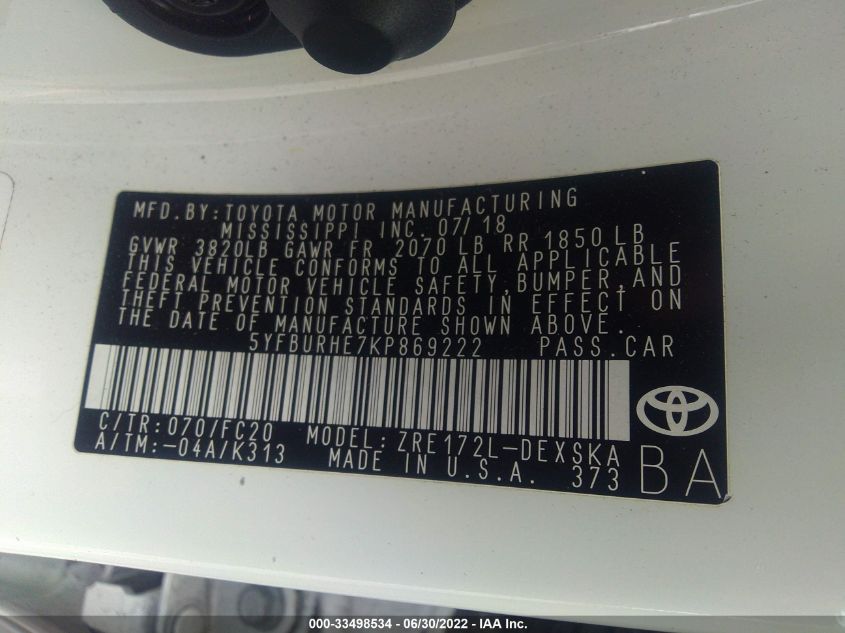 MFD.BY:TOYOTA MOTOR MANUFACTURING
MISSISSIPPI INC. 07/18
GVWR 3820LB GAWR FR 2070 LB RR 1850 LB
THIS VEHICLE CONFORMS TO ALL APPLICABLE
FEDERAL MOTOR VEHICLE SAFETY,BUMPER,AND
THEFT PREVENTION STANDARDS IN EFFECT ON
THE DATE OF MANUFACTURE SHOWN ABOVE.
5YFBURHE7KP869222 PASS.CAR
C/TR:070/FC20 MODEL:ZRE172L-DEXSKA
A/TM:-04A/K313 MADE IN U.S.A. 373
BA
000-33498534 - 06/30/2022 - IAA Inc.